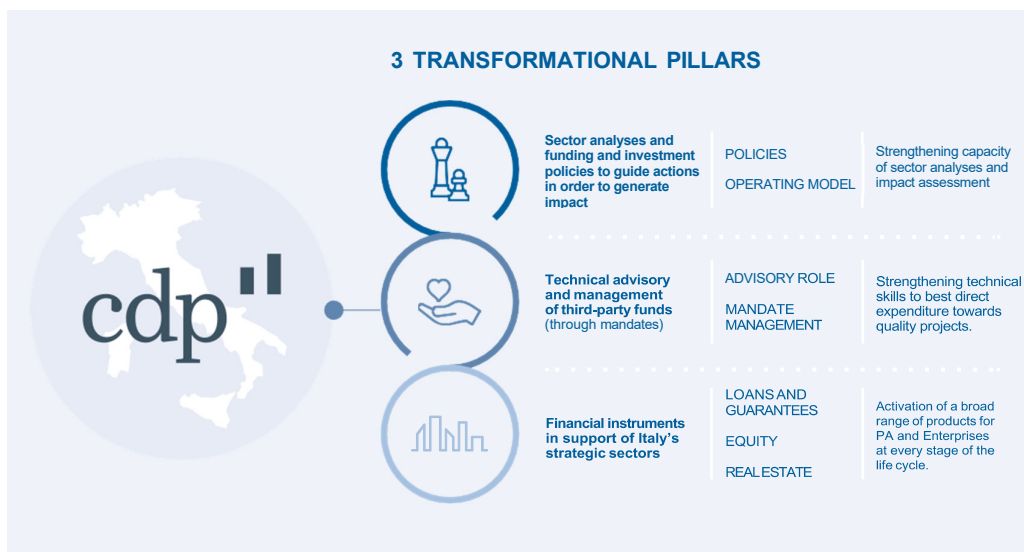 3 TRANSFORMATIONAL PILLARS
cdp
Sector analyses and
funding and investment
policies to guide actions
in order to generate
impact
POLICIES
OPERATING MODEL
Strengthening capacity
of sector analyses and
impact assessment
Technical advisory
and management
of third-party funds
(through mandates)
ADVISORY ROLE
MANDATE
MANAGEMENT
Strengthening technical
skills to best direct
expenditure towards
quality projects.
Financial instruments
in support of Italy's
strategic sectors
LOANS AND
GUARANTEES
EQUITY
REAL ESTATE
Activation of a broad
range of products for
PA and Enterprises
at every stage of the
life cycle.